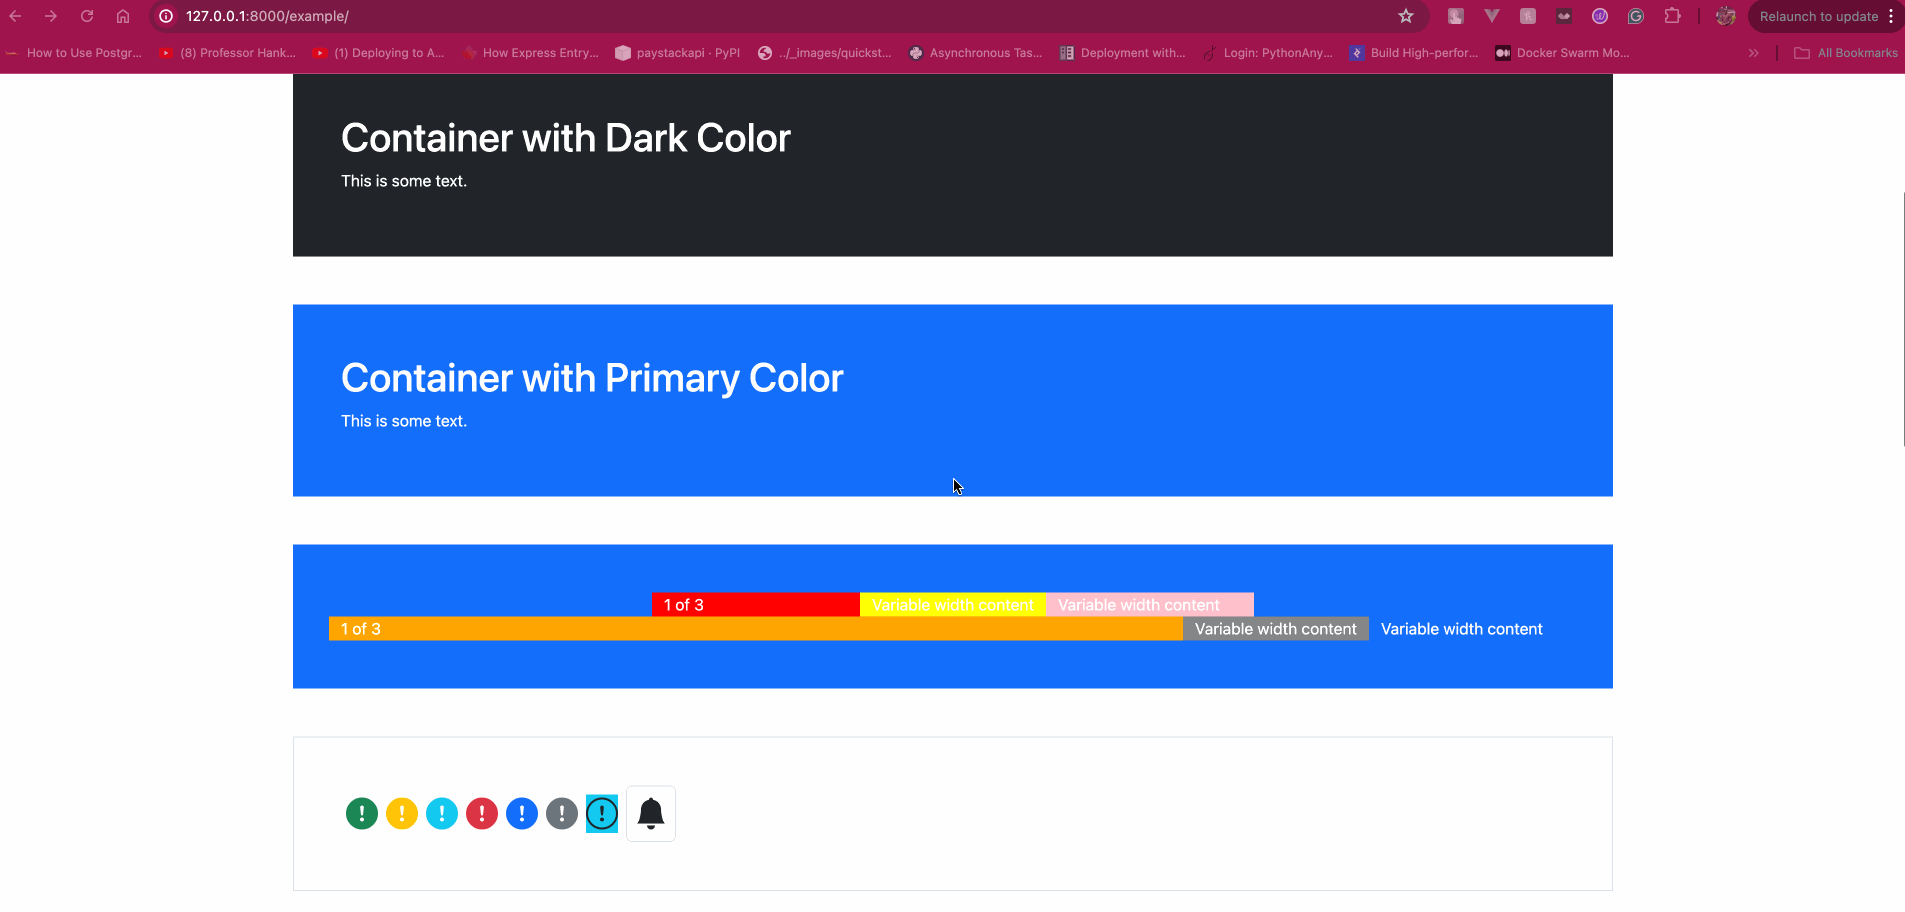 127.0.0.1:8000/example/
Relaunch to update
How to Use Postgr...
(8) Professor Hank...
(1) Deploying to A...
How Express Entry...
paystackapi · PyPI
../_images/quickst...
Asynchronous Tas...
Deployment with...
Login: PythonAny...
Build High-perfor...
Docker Swarm Mo...
All Bookmarks
Container with Dark Color
This is some text.
Container with Primary Color
This is some text.
1 of 3
Variable width content
Variable width content
1 of 3
Variable width content
Variable width content